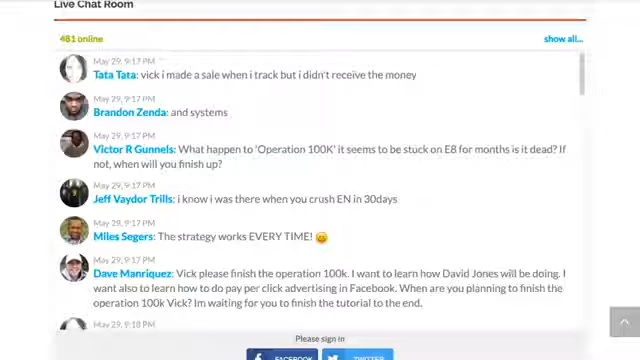 Live Chat Room
481 online
show all...
May 29, 9:17 PM
Tata Tata: vick i made a sale when i track but i didn't receive the money
May 29, 9:17 PM
Brandon Zenda: and systems
May 29, 9:17 PM
Victor R Gunnels: What happen to 'Operation 100K' it seems to be stuck on E8 for months is it dead? If
not, when will you finish up?
May 29, 9:17 PM
Jeff Vaydor Trills: i know i was there when you crush EN in 30days
May 29, 9:17 PM
Miles Segers: The strategy works EVERY TIME! 😀
May 29, 9:17 PM
Dave Manriquez: Vick please finish the operation 100k. I want to learn how David Jones will be doing. I
want also to learn how to do pay per click advertising in Facebook. When are you planning to finish the
operation 100k Vick? Im waiting for you to finish the tutorial to the end.
May 29, 9:18 PM
Please sign in
FACEBOOK
TWITTER